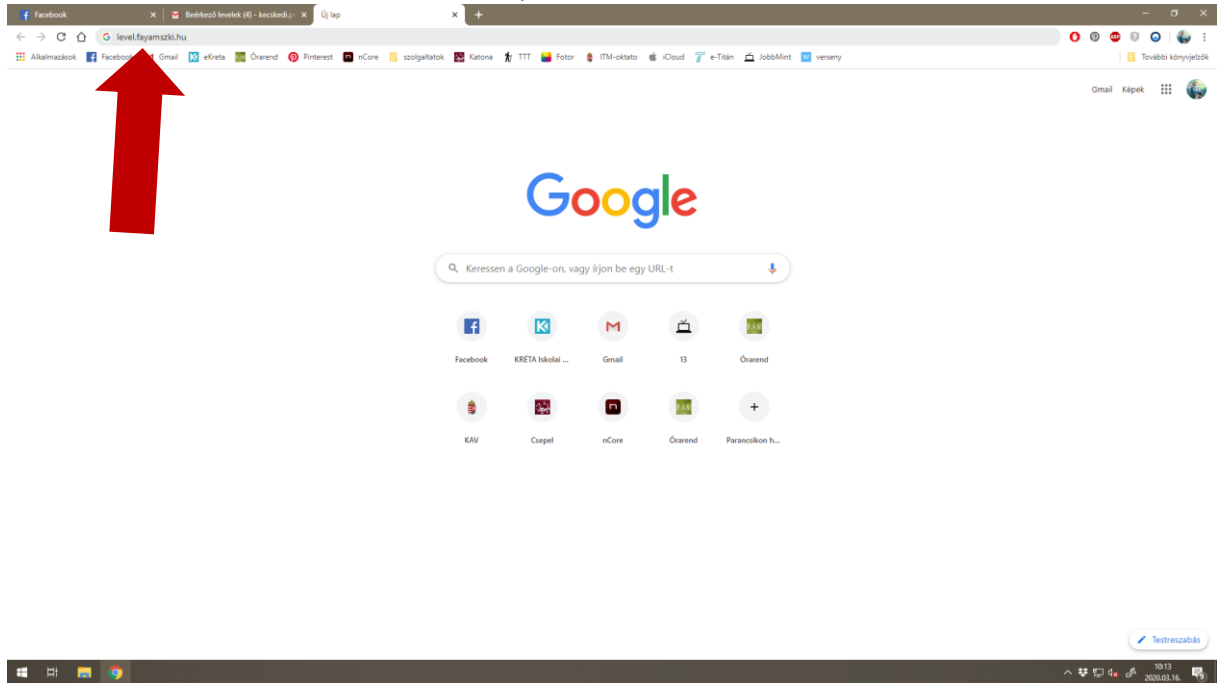 Facebook
Beérkező levelek (4) - kecskedi.p
Új lap
level.fayamszki.hu
Alkalmazások Facebook Gmail eKreta Órarend Pinterest nCore szolgaltatok Katona TTT Fotor ITM-oktato iCloud e-Titán JobbMint verseny További könyvjelzők
Gmail Képek
Google
Keressen a Google-on, vagy írjon be egy URL-t
Facebook KRÉTA Iskolai ... Gmail 13 Órarend
KAV Csepel nCore Órarend Parancsikon h...
Testreszabás
10:13
2020.03.16.